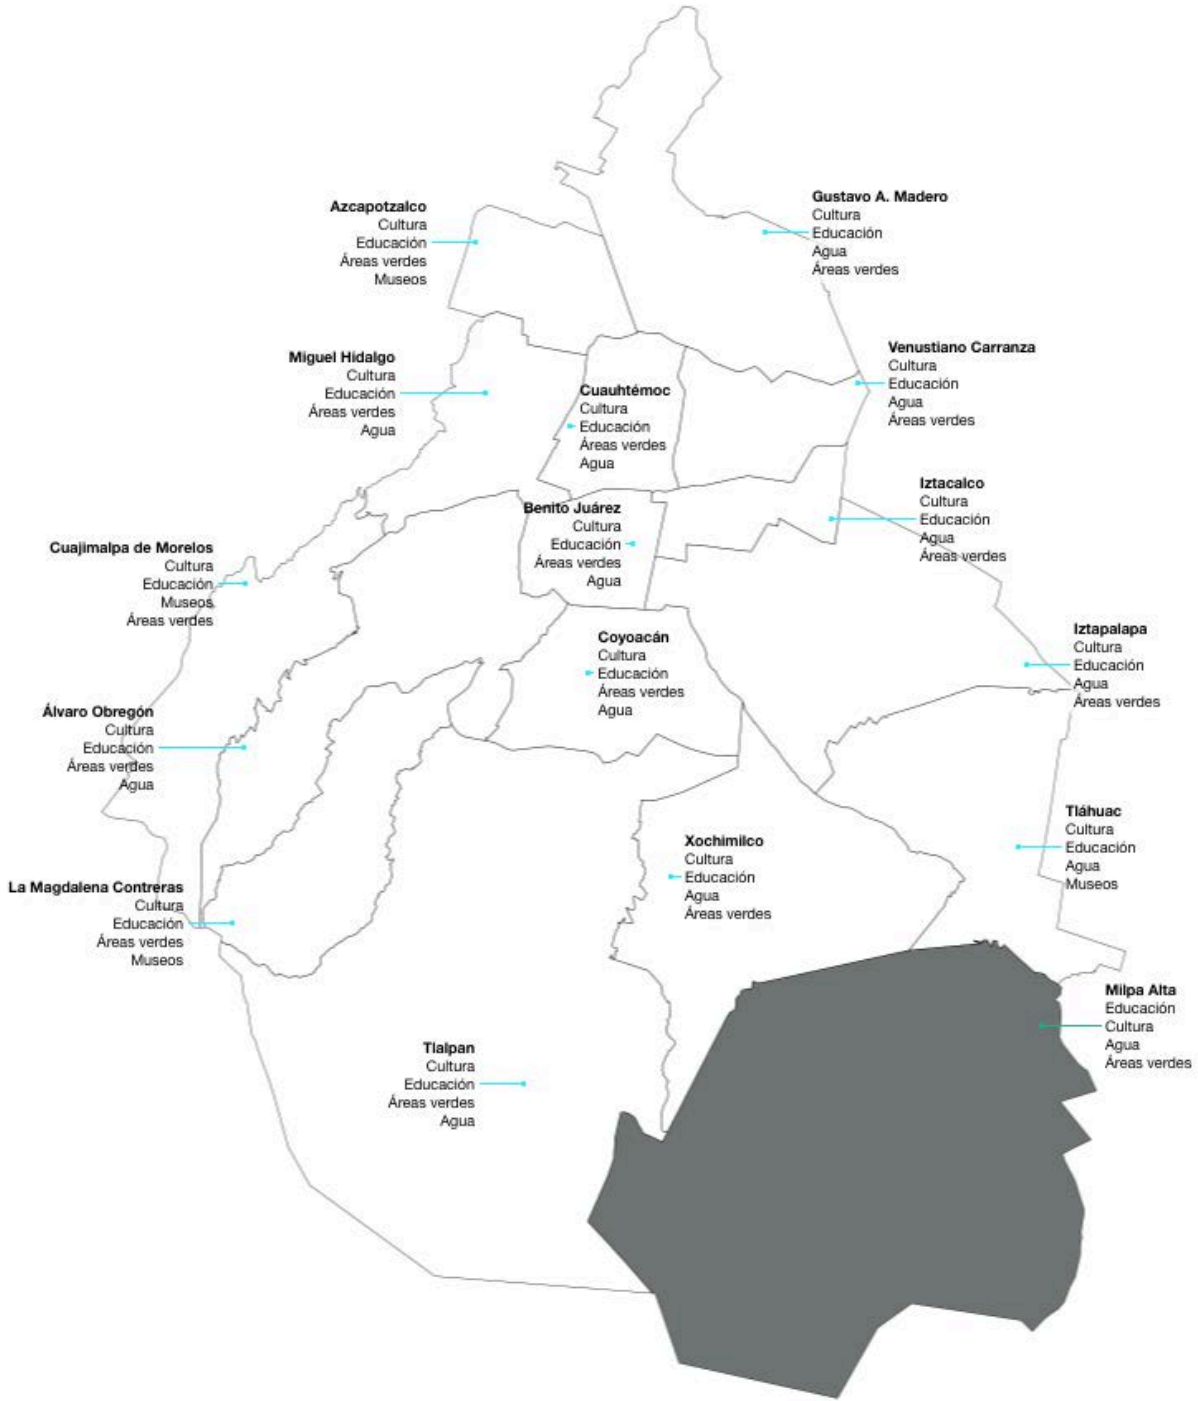 Azcapotzalco
Cultura
Educación
Áreas verdes
Museos
Gustavo A. Madero
Cultura
Educación
Agua
Áreas verdes
Miguel Hidalgo
Cultura
Educación
Áreas verdes
Agua
Cuauhtémoc
Cultura
Educación
Áreas verdes
Agua
Venustiano Carranza
Cultura
Educación
Agua
Áreas verdes
Benito Juárez
Cultura
Educación
Áreas verdes
Agua
Iztacalco
Cultura
Educación
Agua
Áreas verdes
Cuajimalpa de Morelos
Cultura
Educación
Museos
Áreas verdes
Coyoacán
Cultura
Educación
Áreas verdes
Agua
Iztapalapa
Cultura
Educación
Agua
Áreas verdes
Álvaro Obregón
Cultura
Educación
Áreas verdes
Agua
Xochimilco
Cultura
Educación
Agua
Áreas verdes
Tláhuac
Cultura
Educación
Agua
Museos
La Magdalena Contreras
Cultura
Educación
Áreas verdes
Museos
Tlalpan
Cultura
Educación
Áreas verdes
Agua
Milpa Alta
Educación
Cultura
Agua
Áreas verdes